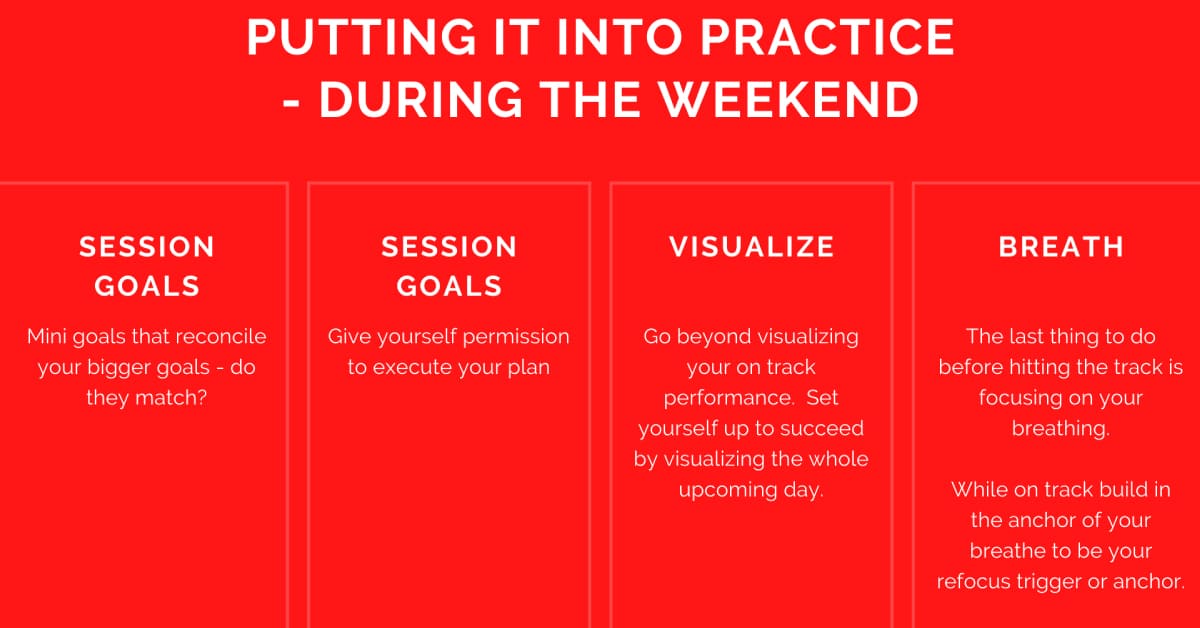 PUTTING IT INTO PRACTICE
- DURING THE WEEKEND
SESSION
GOALS
Mini goals that reconcile
your bigger goals - do
they match?
SESSION
GOALS
Give yourself permission
to execute your plan
VISUALIZE
Go beyond visualizing
your on track
performance.  Set
yourself up to succeed
by visualizing the whole
upcoming day.
BREATH
The last thing to do
before hitting the track is
focusing on your
breathing.
While on track build in
the anchor of your
breathe to be your
refocus trigger or anchor.